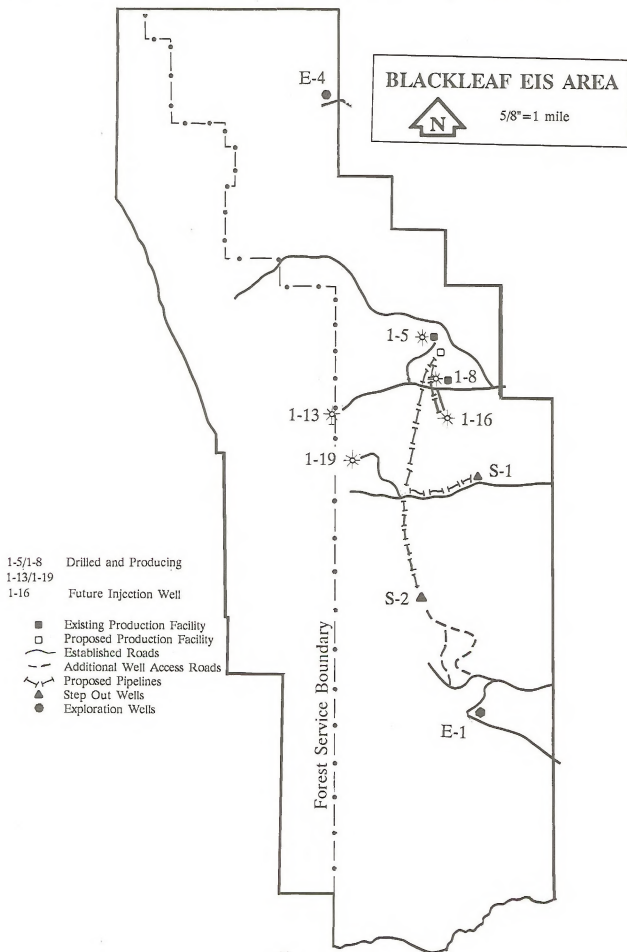 E-4
BLACKLEAF EIS AREA
N
5/8"=1 mile
1-5
1-8
1-13
1-16
1-19
S-1
1-5/1-8 Drilled and Producing
1-13/1-19
1-16 Future Injection Well
S-2
Existing Production Facility
Proposed Production Facility
Established Roads
Additional Well Access Roads
Proposed Pipelines
Step Out Wells
Exploration Wells
Forest Service Boundary
E-1